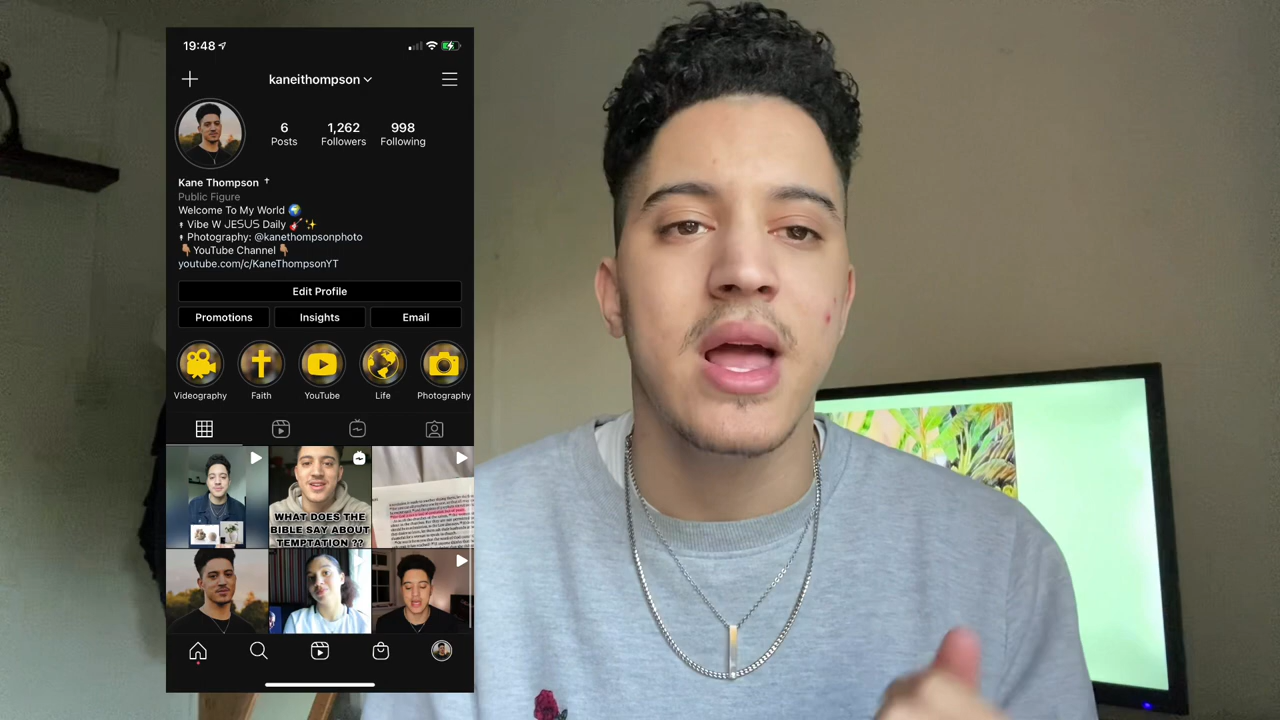 19:48
kaneithompson
6 1,262 998
Posts Followers Following
Kane Thompson
Public Figure
Welcome To My World 🌍
Vibe W JESUS Daily 🎸✨
Photography: @kanethompsonphoto
👇🏽YouTube Channel👇🏽
youtube.com/c/KaneThompsonYT
Edit Profile
Promotions Insights Email
Videography Faith YouTube Life Photography
WHAT DOES THE
BIBLE SAY ABOUT
TEMPTATION ??